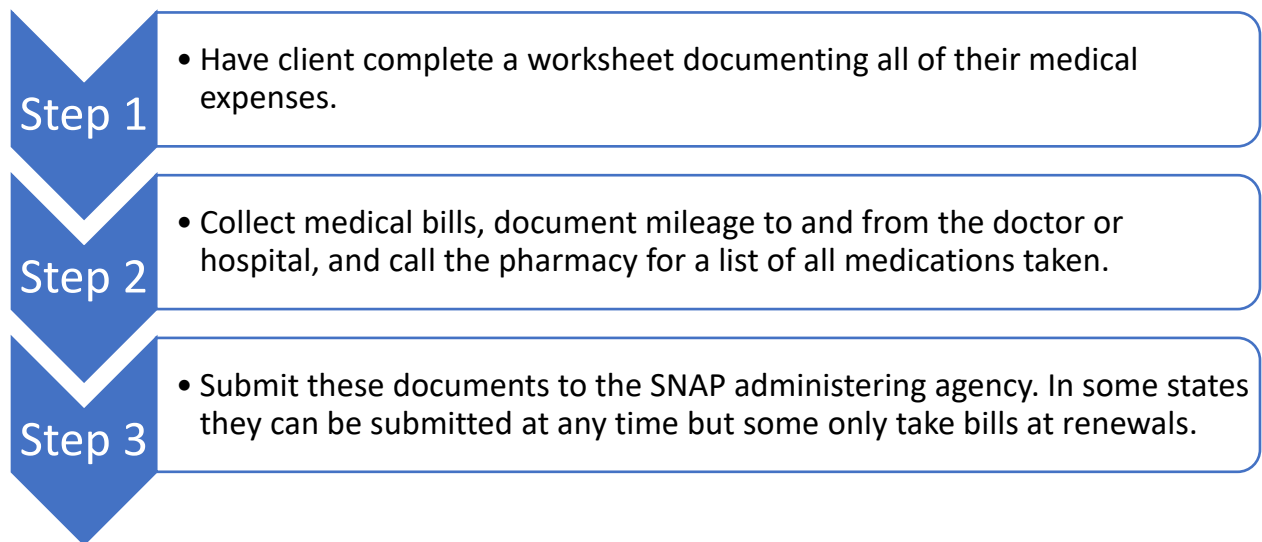 Step 1
• Have client complete a worksheet documenting all of their medical
expenses.
Step 2
• Collect medical bills, document mileage to and from the doctor or
hospital, and call the pharmacy for a list of all medications taken.
Step 3
• Submit these documents to the SNAP administering agency. In some states
they can be submitted at any time but some only take bills at renewals.